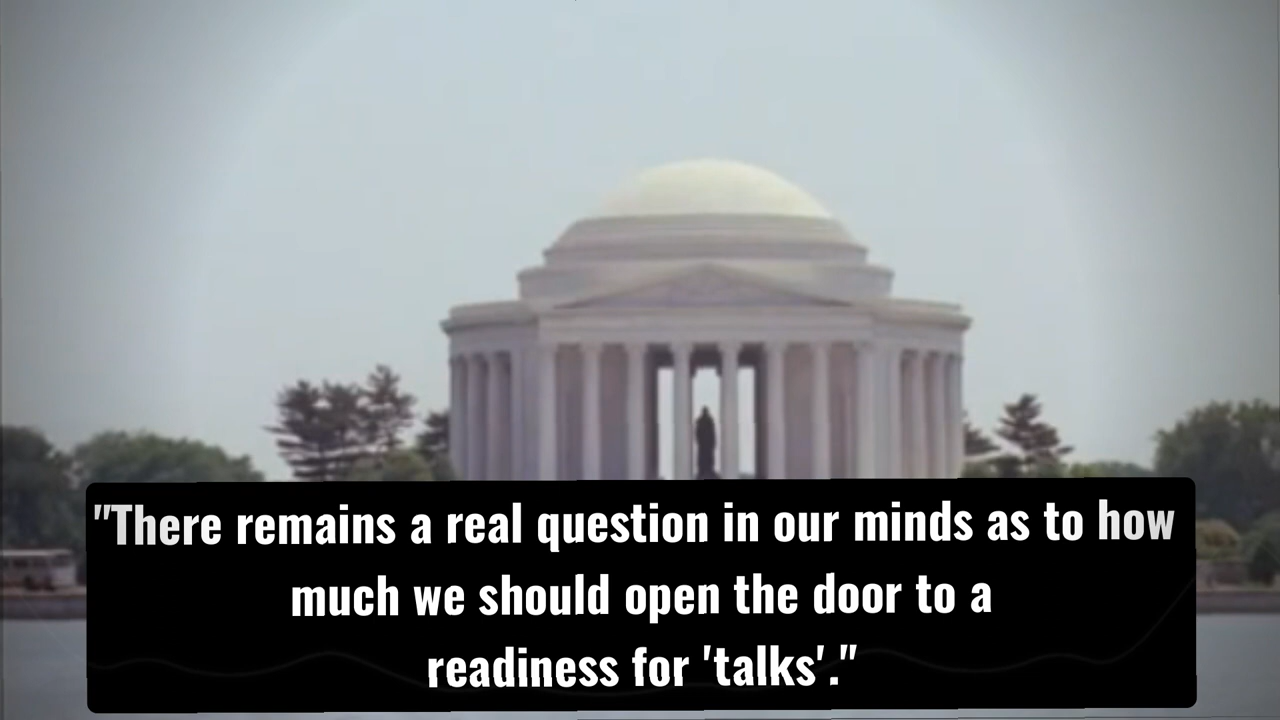 "There remains a real question in our minds as to how
much we should open the door to a
readiness for 'talks'."